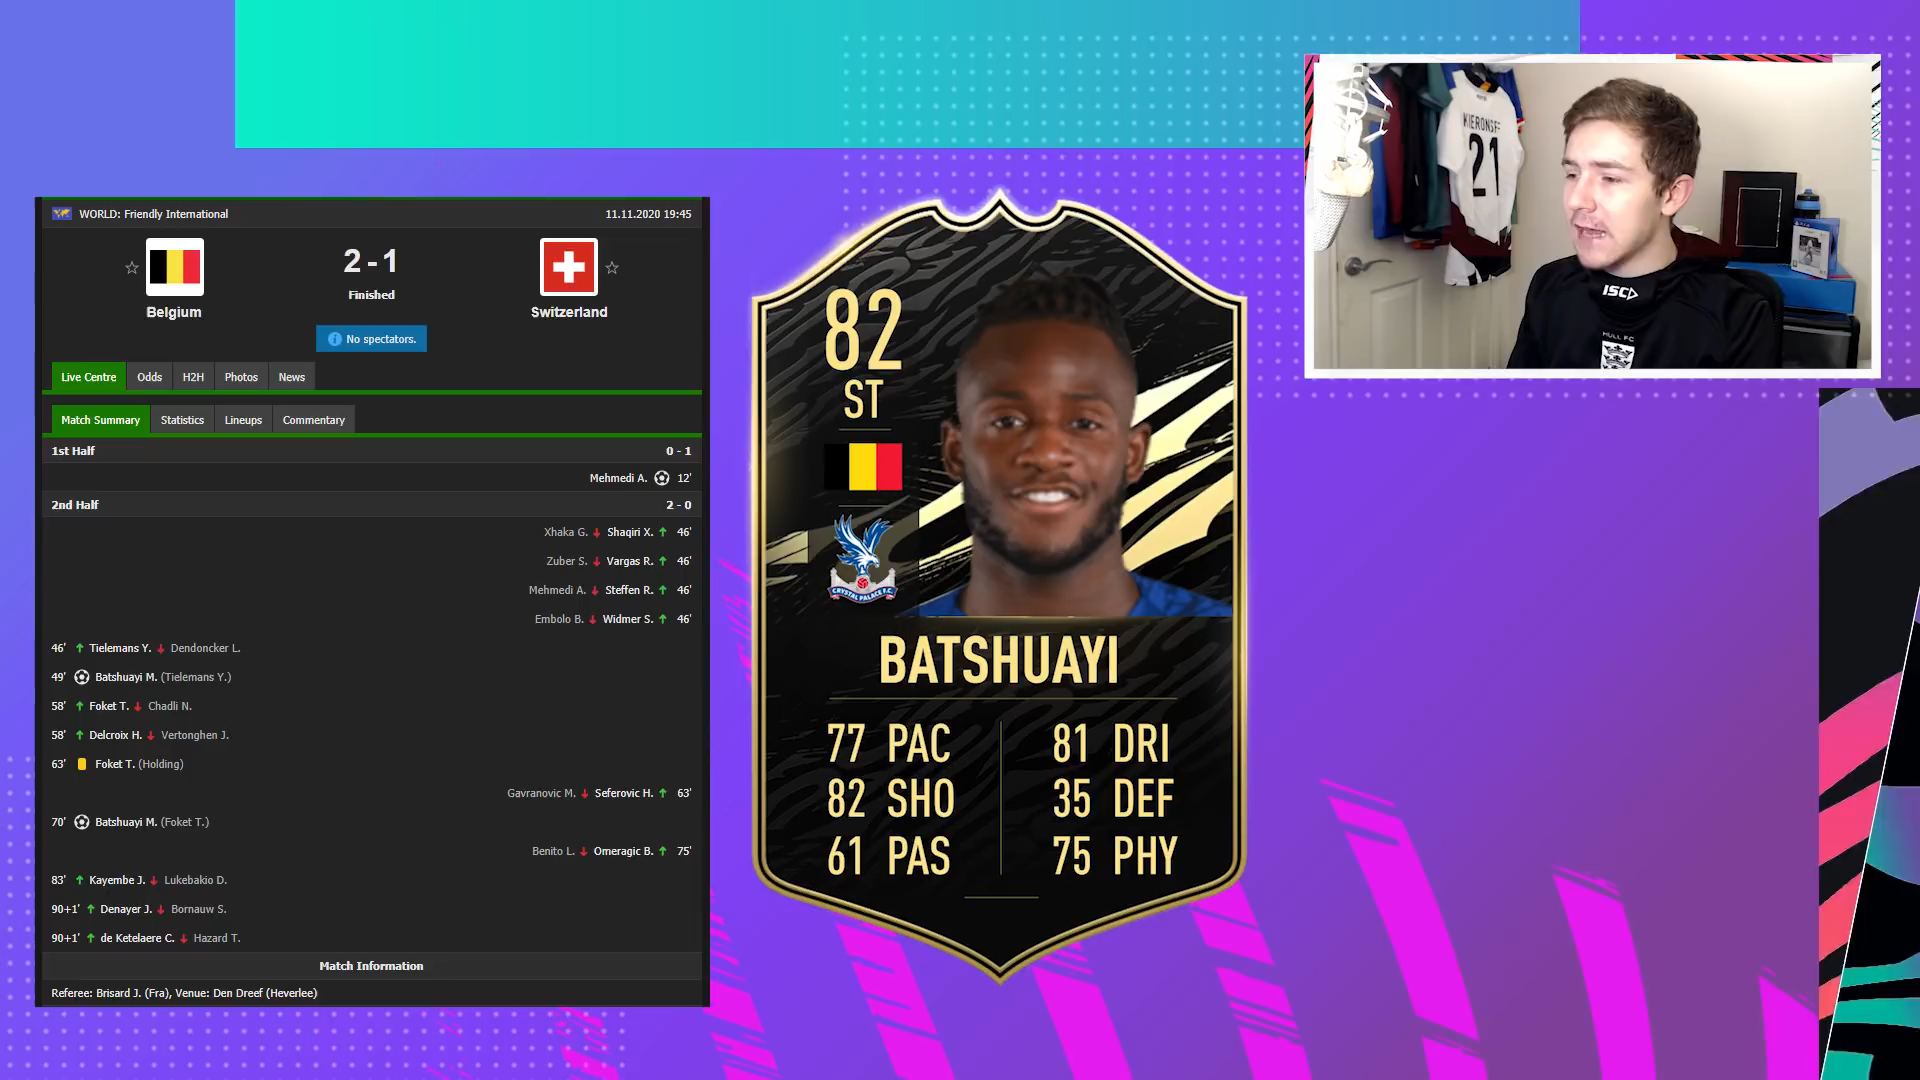 WORLD: Friendly International 11.11.2020 19:45
2 - 1
Finished
Belgium Switzerland
No spectators.
Live Centre Odds H2H Photos News
Match Summary Statistics Lineups Commentary
1st Half 0 - 1
Mehmedi A. 12'
2nd Half 2 - 0
Xhaka G. Shaqiri X. 46'
Zuber S. Vargas R. 46'
Mehmedi A. Steffen R. 46'
Embolo B. Widmer S. 46'
46' Tielemans Y. Dendoncker L.
49' Batshuayi M. (Tielemans Y.)
58' Foket T. Chadli N.
58' Delcroix H. Vertonghen J.
63' Foket T. (Holding)
Gavranovic M. Seferovic H. 63'
70' Batshuayi M. (Foket T.)
Benito L. Omeragic B. 75'
83' Kayembe J. Lukebakio D.
90+1' Denayer J. Bornauw S.
90+1' de Ketelaere C. Hazard T.
Match Information
Referee: Brisard J. (Fra), Venue: Den Dreef (Heverlee)
82
ST
CRYSTAL PALACE F.C.
BATSHUAYI
77 PAC 81 DRI
82 SHO 35 DEF
61 PAS 75 PHY
21
ISC
HULL FC